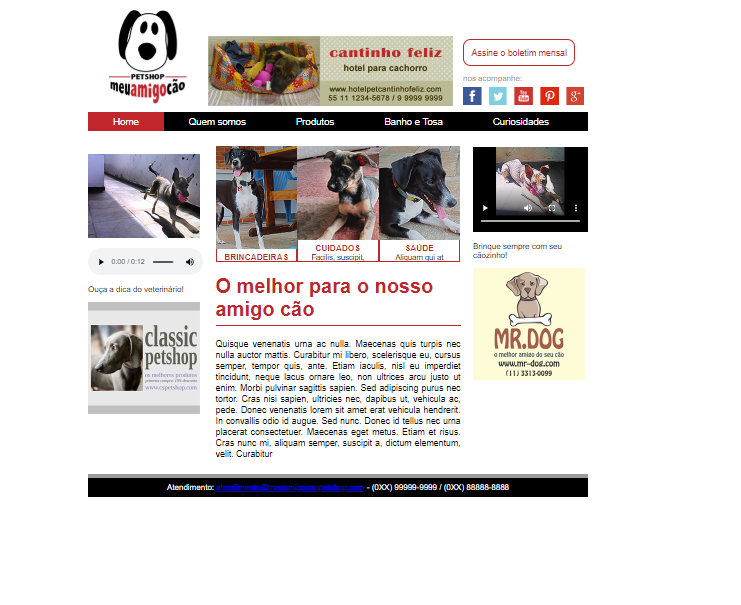 PETSHOP
meuamigocão
cantinho feliz
hotel para cachorro
www.hotelpetcantinhofeliz.com
55 11 1234-5678 / 9 9999 9999
Assine o boletim mensal
nos acompanhe:
You
Tube
g+
Home
Quem somos
Produtos
Banho e Tosa
Curiosidades
0:00 / 0:12
Ouça a dica do veterinário!
classic
petshop
os melhores produtos
www.cspetshop.com
BRINCADEIRAS
CUIDADOS
Facilis, suscipit,
SAÚDE
Aliquam qui at
O melhor para o nosso
amigo cão
Quisque venenatis urna ac nulla. Maecenas quis turpis nec
nulla auctor mattis. Curabitur mi libero, scelerisque eu, cursus
semper, tempor quis, ante. Etiam iaculis, nisl eu imperdiet
tincidunt, neque lacus ornare leo, non ultrices arcu justo ut
enim. Morbi pulvinar sagittis sapien. Sed adipiscing purus nec
tortor. Cras nisi sapien, ultricies nec, dapibus ut, vehicula ac,
pede. Donec venenatis lorem sit amet erat vehicula hendrerit.
In convallis odio id augue. Sed nunc. Donec id tellus nec urna
placerat consectetuer. Maecenas eget metus. Etiam et risus.
Cras nunc mi, aliquam semper, suscipit a, dictum elementum,
velit. Curabitur
Brinque sempre com seu
cãozinho!
MR.DOG
o melhor amigo do seu cão
www.mr-dog.com
(11) 3313-0099
Atendimento: - (0XX) 99999-9999 / (0XX) 88888-8888